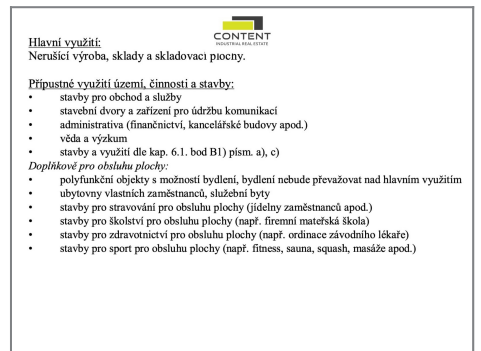 CONTENT
INDUSTRIAL REAL ESTATE
Hlavní využití:
Nerušící výroba, sklady a skladovací plochy.
Přípustné využití území, činnosti a stavby:
• stavby pro obchod a služby
• stavební dvory a zařízení pro údržbu komunikací
• administrativa (finančnictví, kancelářské budovy apod.)
• věda a výzkum
• stavby a využití dle kap. 6.1. bod B1) písm. a), c)
Doplňkově pro obsluhu plochy:
• polyfunkční objekty s možností bydlení, bydlení nebude převažovat nad hlavním využitím
• ubytovny vlastních zaměstnanců, služební byty
• stavby pro stravování pro obsluhu plochy (jídelny zaměstnanců apod.)
• stavby pro školství pro obsluhu plochy (např. firemní mateřská škola)
• stavby pro zdravotnictví pro obsluhu plochy (např. ordinace závodního lékaře)
• stavby pro sport pro obsluhu plochy (např. fitness, sauna, squash, masáže apod.)